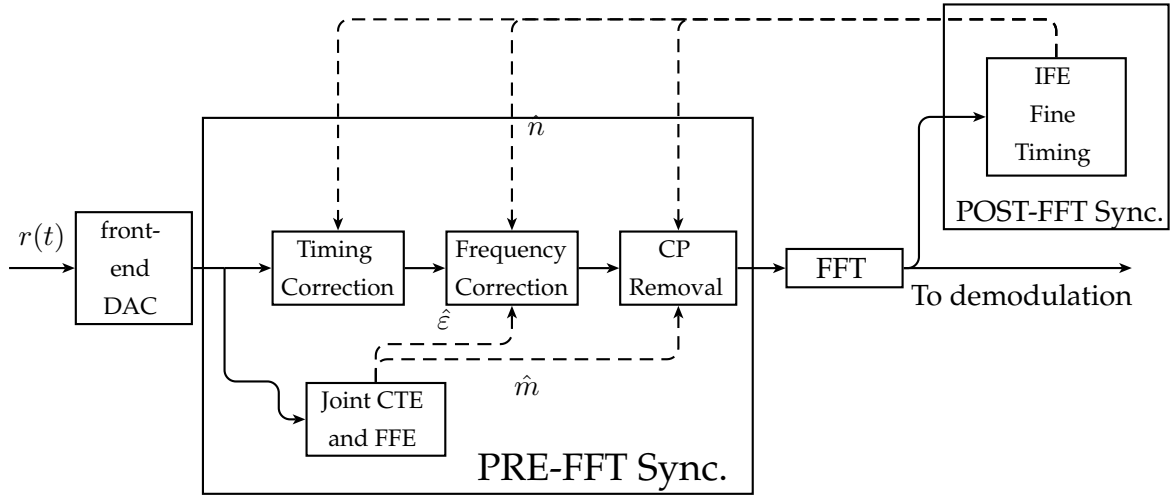 IFE
Fine
Timing
POST-FFT Sync.
n̂
r(t)
front-
end
DAC
Timing
Correction
Frequency
Correction
CP
Removal
FFT
To demodulation
ε̂
m̂
Joint CTE
and FFE
PRE-FFT Sync.